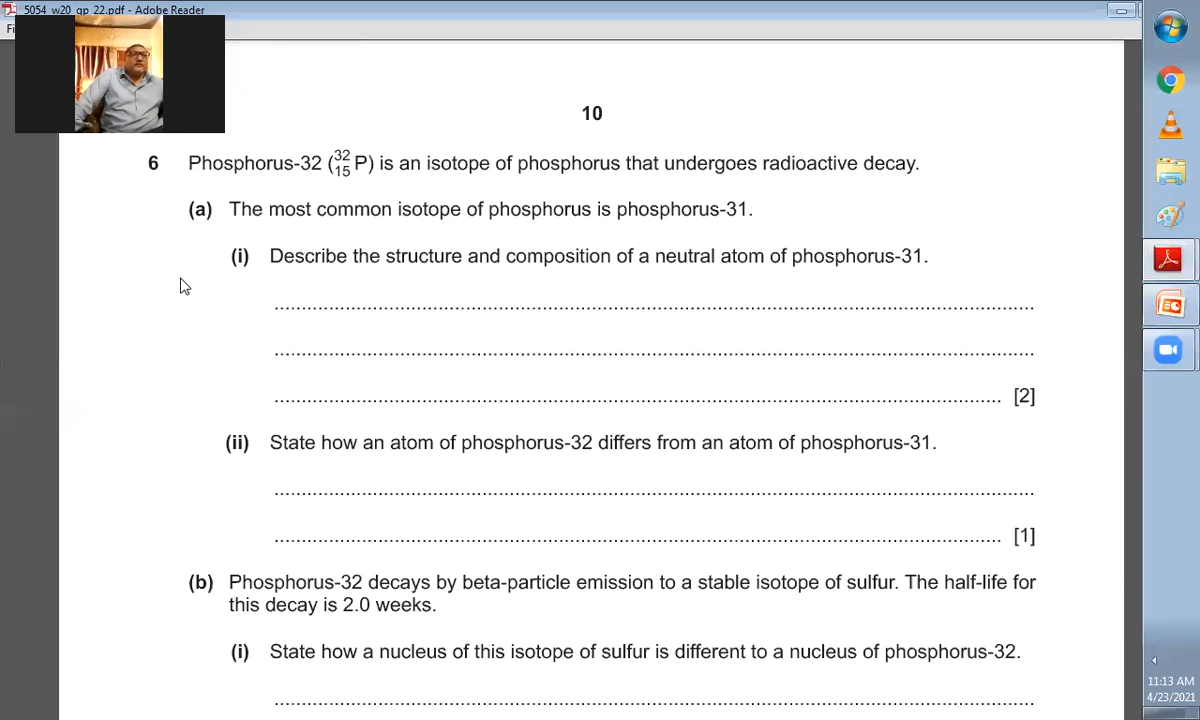 5054_w20_qp_22.pdf - Adobe Reader
Fi
10
6 Phosphorus-32 (³²₁₅P) is an isotope of phosphorus that undergoes radioactive decay.
(a) The most common isotope of phosphorus is phosphorus-31.
(i) Describe the structure and composition of a neutral atom of phosphorus-31.
[2]
(ii) State how an atom of phosphorus-32 differs from an atom of phosphorus-31.
[1]
(b) Phosphorus-32 decays by beta-particle emission to a stable isotope of sulfur. The half-life for
this decay is 2.0 weeks.
(i) State how a nucleus of this isotope of sulfur is different to a nucleus of phosphorus-32.
11:13 AM
4/23/2021